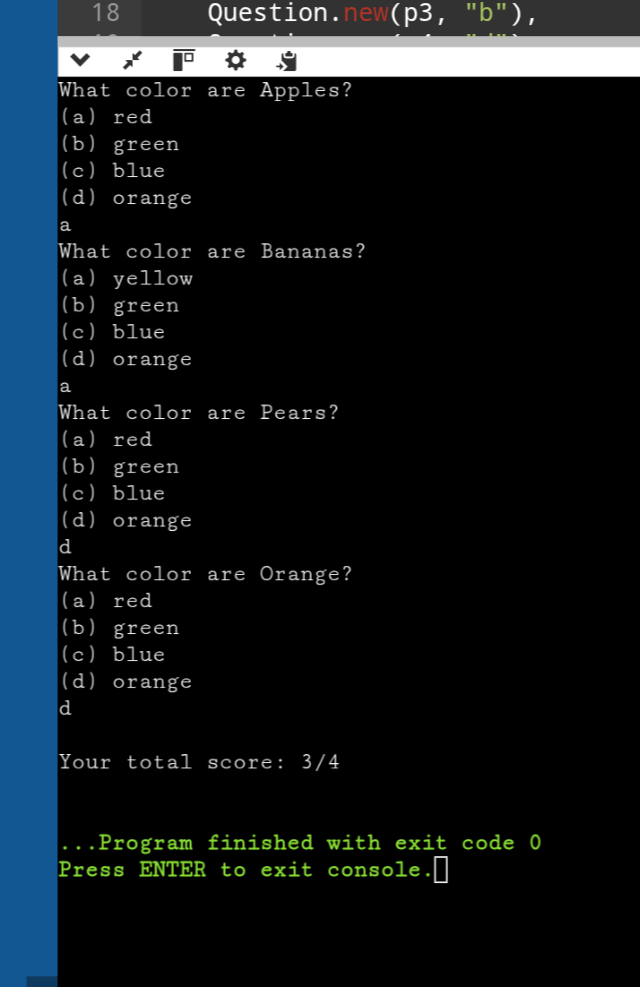 18 Question.new(p3, "b"),
What color are Apples?
(a) red
(b) green
(c) blue
(d) orange
a
What color are Bananas?
(a) yellow
(b) green
(c) blue
(d) orange
a
What color are Pears?
(a) red
(b) green
(c) blue
(d) orange
d
What color are Orange?
(a) red
(b) green
(c) blue
(d) orange
d
Your total score: 3/4
...Program finished with exit code 0
Press ENTER to exit console.